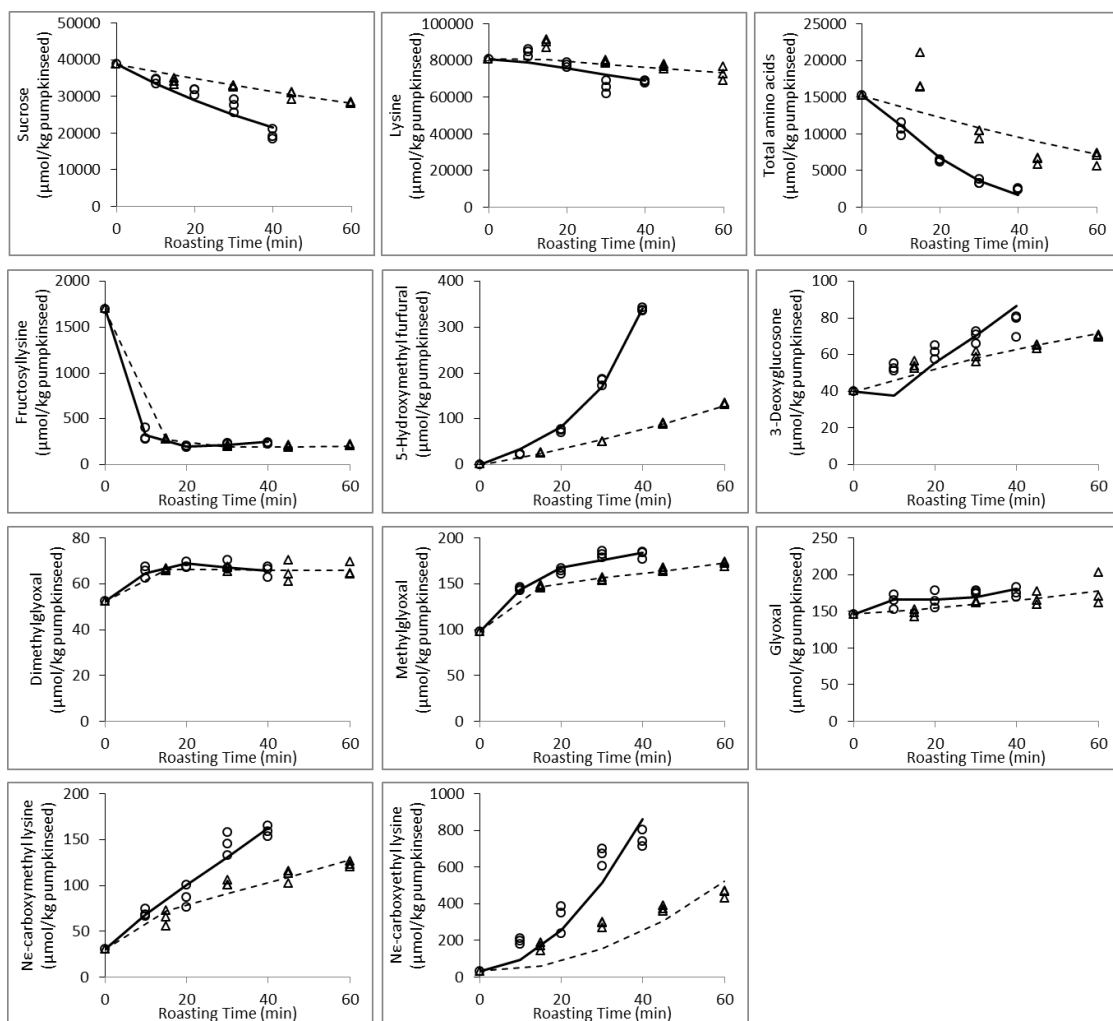 Sucrose
(μmol/kg pumpkinseed)
50000
40000
30000
20000
10000
0
0 20 40 60
Roasting Time (min)
Lysine
(μmol/kg pumpkinseed)
100000
80000
60000
40000
20000
0
0 20 40 60
Roasting Time (min)
Total amino acids
(μmol/kg pumpkinseed)
25000
20000
15000
10000
5000
0
0 20 40 60
Roasting Time (min)
Fructosyllysine
(μmol/kg pumpkinseed)
2000
1500
1000
500
0
0 20 40 60
Roasting Time (min)
5-Hydroxymethyl furfural
(μmol/kg pumpkinseed)
400
300
200
100
0
0 20 40 60
Roasting Time (min)
3-Deoxyglucosone
(μmol/kg pumpkinseed)
100
80
60
40
20
0
0 20 40 60
Roasting Time (min)
Dimethylglyoxal
(μmol/kg pumpkinseed)
80
60
40
20
0
0 20 40 60
Roasting Time (min)
Methylglyoxal
(μmol/kg pumpkinseed)
250
200
150
100
50
0
0 20 40 60
Roasting Time (min)
Glyoxal
(μmol/kg pumpkinseed)
250
200
150
100
50
0
0 20 40 60
Roasting Time (min)
Nε-carboxymethyl lysine
(μmol/kg pumpkinseed)
200
150
100
50
0
0 20 40 60
Roasting Time (min)
Nε-carboxyethyl lysine
(μmol/kg pumpkinseed)
1000
800
600
400
200
0
0 20 40 60
Roasting Time (min)